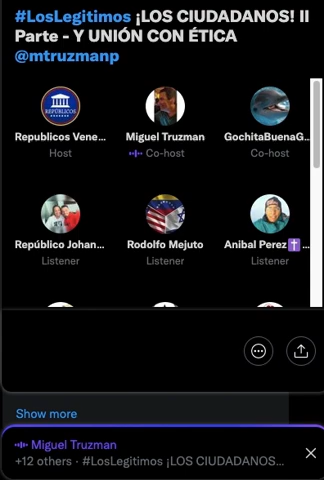 #LosLegitimos ¡LOS CIUDADANOS! II
Parte - Y UNIÓN CON ÉTICA
@mtruzmanp
REPÚBLICOS
Republicos Vene...
Miguel Truzman
GochitaBuenaG...
Host
Co-host
Co-host
Repúblico Johan...
Rodolfo Mejuto
Anibal Perez✝️...
Listener
Listener
Listener
Show more
Miguel Truzman
+12 others · #LosLegitimos ¡LOS CIUDADANOS...